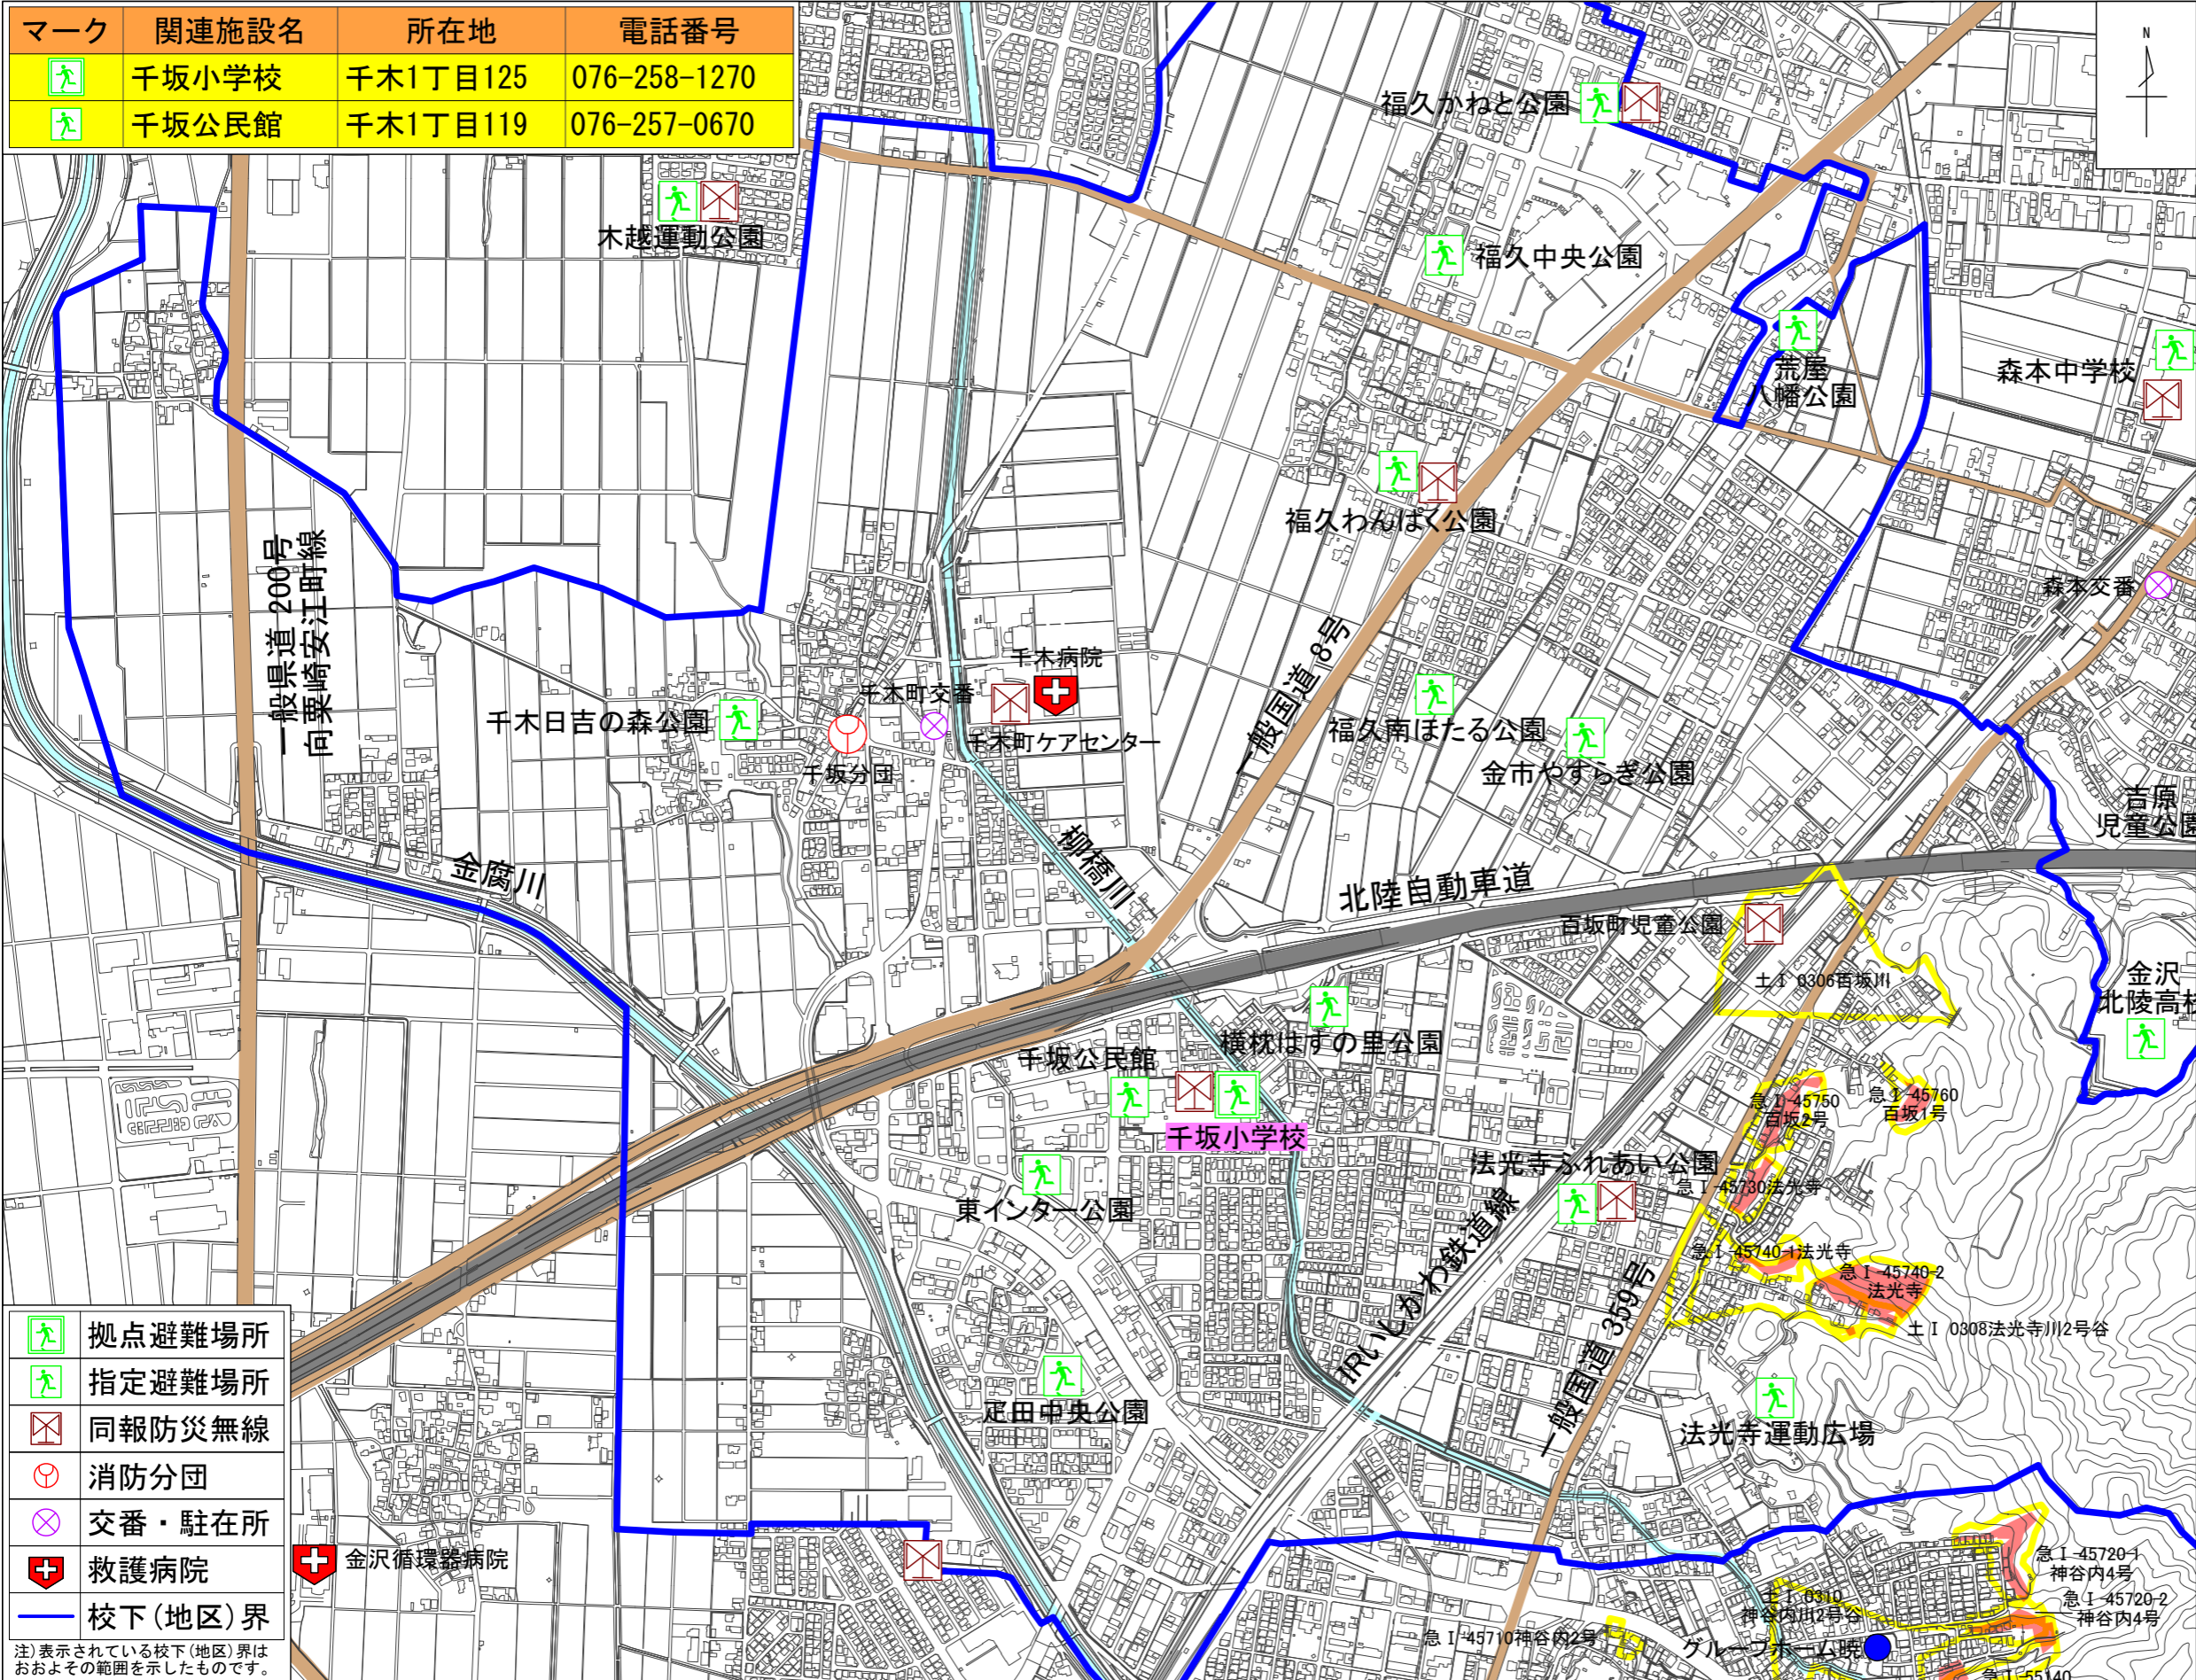 マーク 関連施設名 所在地 電話番号
千坂小学校 千木1丁目125 076-258-1270
千坂公民館 千木1丁目119 076-257-0670
N
福久かねと公園
木越運動公園
福久中央公園
荒屋
八幡公園
森本中学校
福久わんぱく公園
一般県道 200号
向粟崎安江町線
森本交番
千木病院
千木町交番
千木日吉の森公園
千木町ケアセンター
千坂分団
一般国道 8号
福久南ほたる公園
金市やすらぎ公園
吉原
児童公園
柳橋川
金腐川
北陸自動車道
百坂町児童公園
土Ⅰ 0306百坂川
金沢
北陵高校
横枕はすの里公園
千坂公民館
千坂小学校
急Ⅰ-45750
百坂2号
急Ⅰ-45760
百坂1号
法光寺ふれあい公園
急Ⅰ-45730法光寺
東インター公園
急Ⅰ-45740-1法光寺
急Ⅰ-45740-2
法光寺
土Ⅰ 0308法光寺川2号谷
IRいしかわ鉄道線
一般国道 359号
疋田中央公園
法光寺運動広場
拠点避難場所
指定避難場所
同報防災無線
消防分団
交番・駐在所
救護病院
校下(地区)界
注)表示されている校下(地区)界は
おおよその範囲を示したものです。
金沢循環器病院
急Ⅰ-45720-1
神谷内4号
急Ⅰ-45720-2
神谷内4号
土Ⅰ 0310
神谷内川2号谷
急Ⅰ-45710神谷内2号
グループホーム暁
急Ⅰ-55140